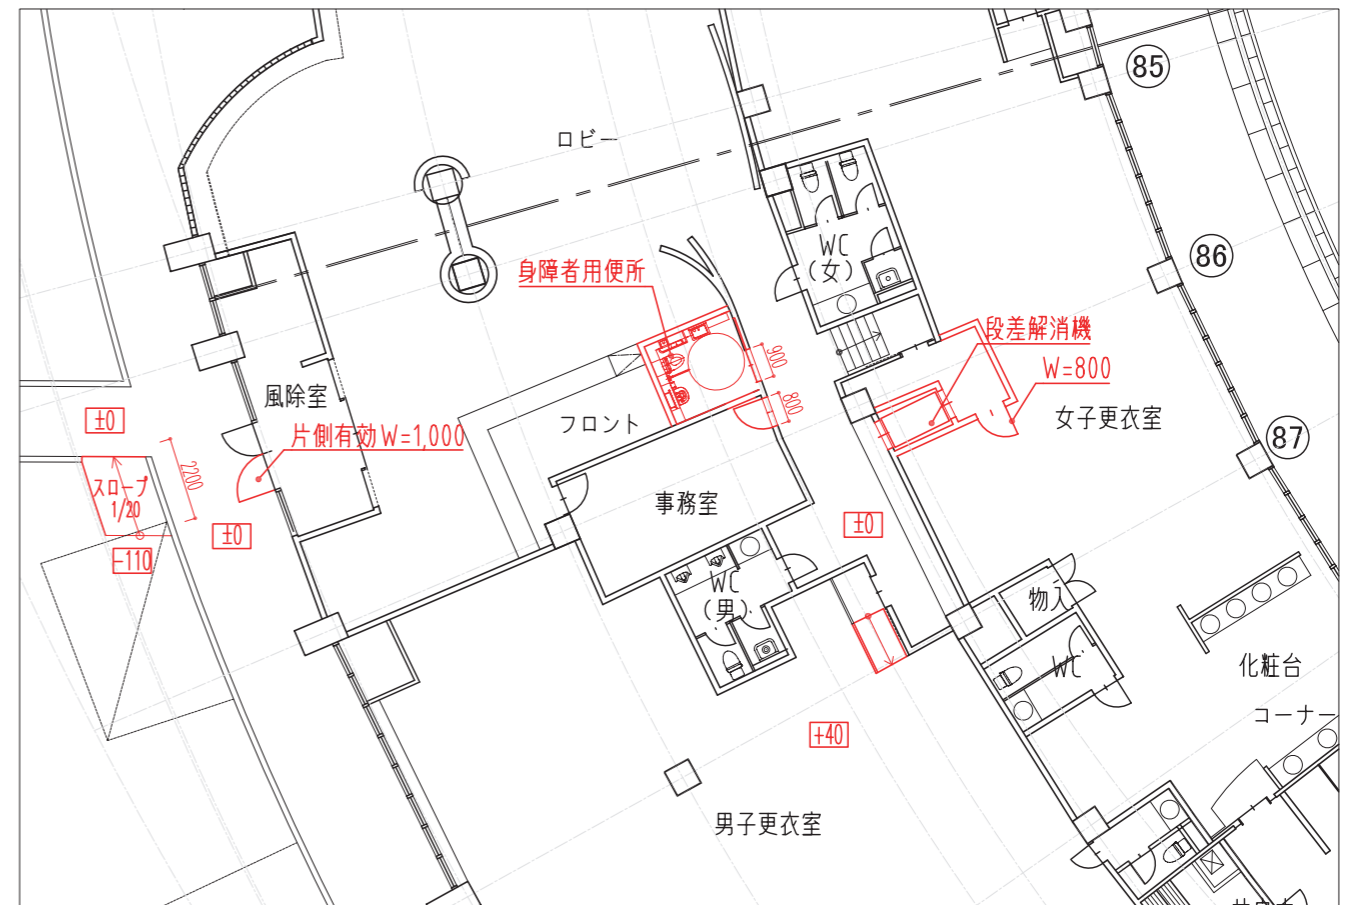 85
ロビー
WC
(女)
86
身障者用便所
段差解消機
900
W=800
風除室
800
女子更衣室
±0
フロント
片側有効W=1,000
87
2200
スロープ
1/20
事務室
±0
±0
-110
WC
(男)
物入
WC
化粧台
コーナー
+40
男子更衣室